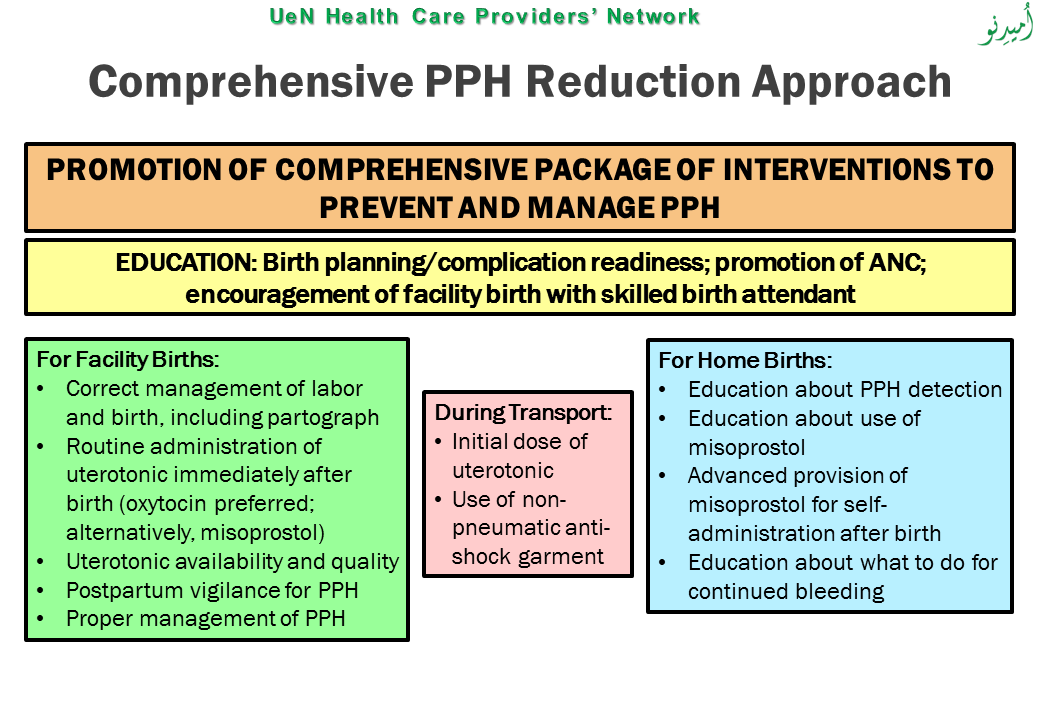 UeN Health Care Providers’ Network
اُمیدِنو
Comprehensive PPH Reduction Approach
PROMOTION OF COMPREHENSIVE PACKAGE OF INTERVENTIONS TO
PREVENT AND MANAGE PPH
EDUCATION: Birth planning/complication readiness; promotion of ANC;
encouragement of facility birth with skilled birth attendant
For Facility Births:
• Correct management of labor
and birth, including partograph
• Routine administration of
uterotonic immediately after
birth (oxytocin preferred;
alternatively, misoprostol)
• Uterotonic availability and quality
• Postpartum vigilance for PPH
• Proper management of PPH
During Transport:
• Initial dose of
uterotonic
• Use of non-
pneumatic anti-
shock garment
For Home Births:
• Education about PPH detection
• Education about use of
misoprostol
• Advanced provision of
misoprostol for self-
administration after birth
• Education about what to do for
continued bleeding